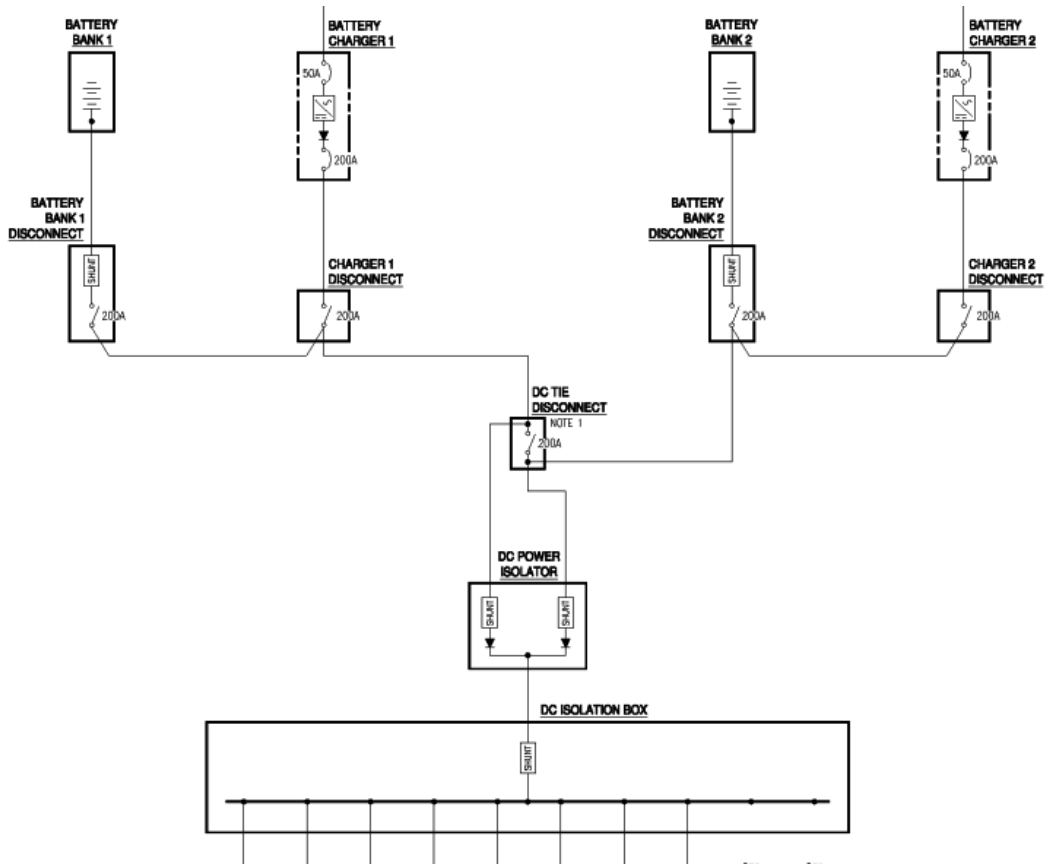 BATTERY
BANK 1
BATTERY
CHARGER 1
BATTERY
BANK 2
BATTERY
CHARGER 2
50A
200A
50A
200A
BATTERY
BANK 1
DISCONNECT
SHUNT
200A
CHARGER 1
DISCONNECT
200A
BATTERY
BANK 2
DISCONNECT
SHUNT
200A
CHARGER 2
DISCONNECT
200A
DC TIE
DISCONNECT
NOTE 1
200A
DC POWER
ISOLATOR
SHUNT
SHUNT
DC ISOLATION BOX
SHUNT